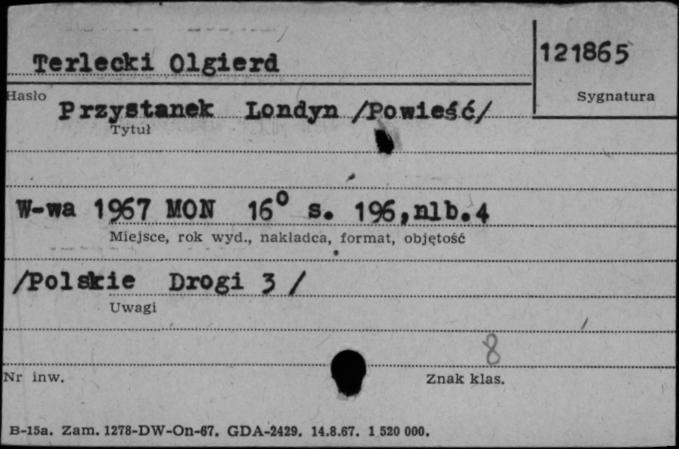 Terlecki Olgierd
121865
Hasło
Sygnatura
Przystanek Londyn /Powieść/
Tytuł
W-wa 1967 MON 16° s. 196,nlb.4
Miejsce, rok wyd., nakładca, format, objętość
/Polskie Drogi 3 /
Uwagi
8
Nr inw.
Znak klas.
B-15a. Zam. 1278-DW-On-67. GDA-2429. 14.8.67. 1 520 000.